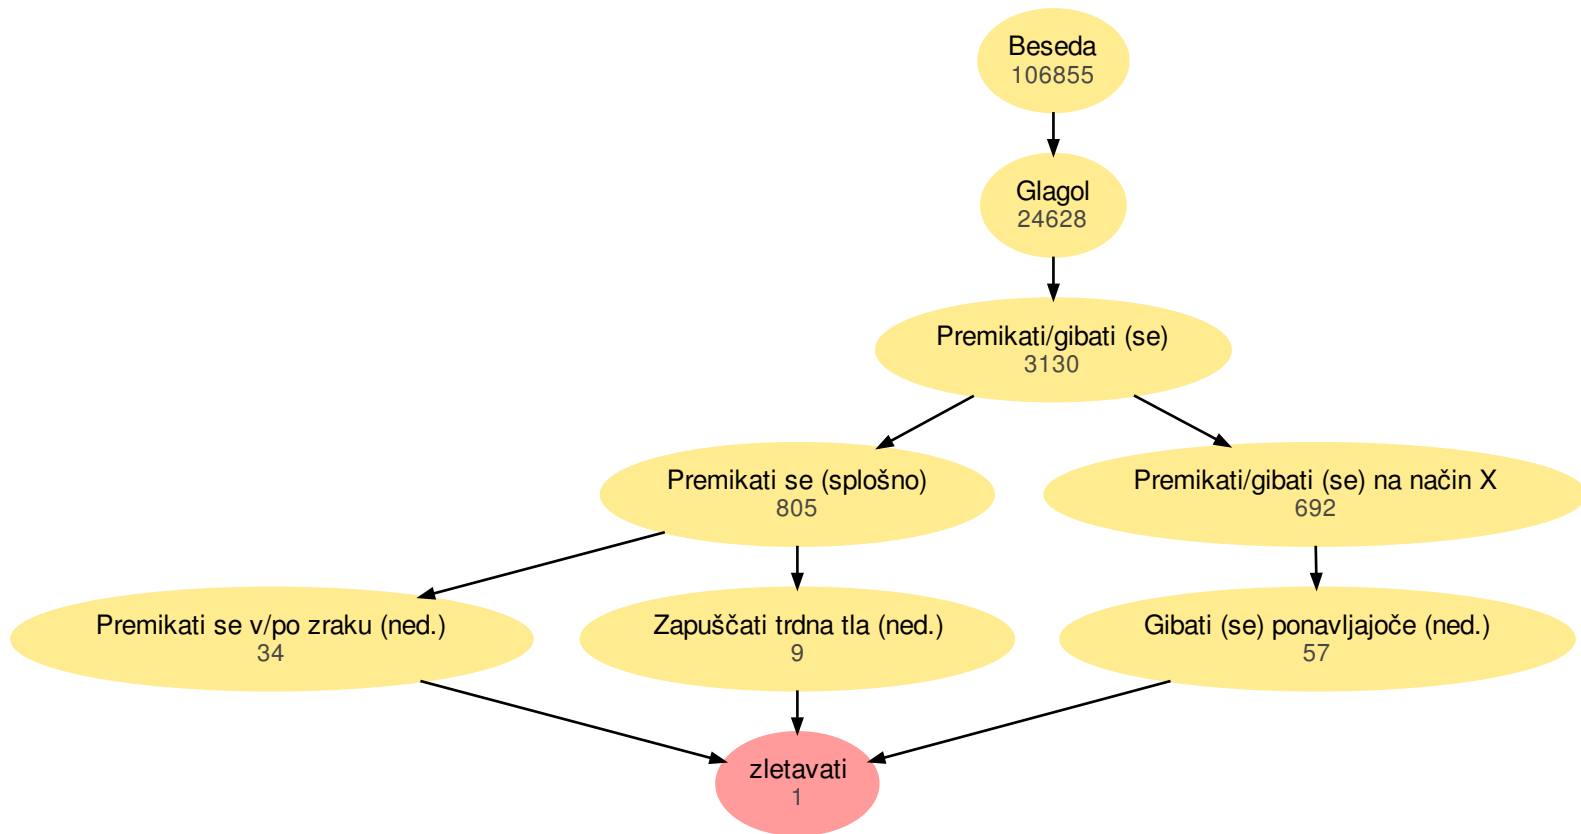 Beseda
106855
Glagol
24628
Premikati/gibati (se)
3130
Premikati se (splošno)
805
Premikati/gibati (se) na način X
692
Premikati se v/po zraku (ned.)
34
Zapuščati trdna tla (ned.)
9
Gibati (se) ponavljajoče (ned.)
57
zletavati
1